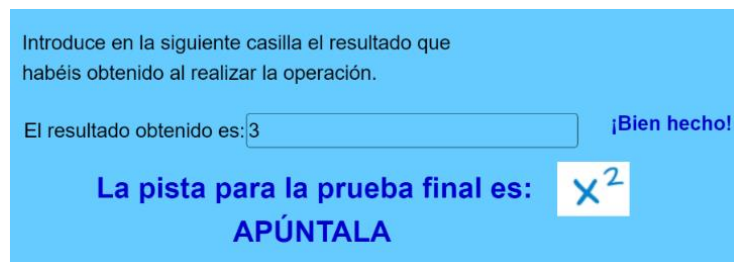 Introduce en la siguiente casilla el resultado que
habéis obtenido al realizar la operación.
El resultado obtenido es: 3 ¡Bien hecho!
La pista para la prueba final es: x²
APÚNTALA